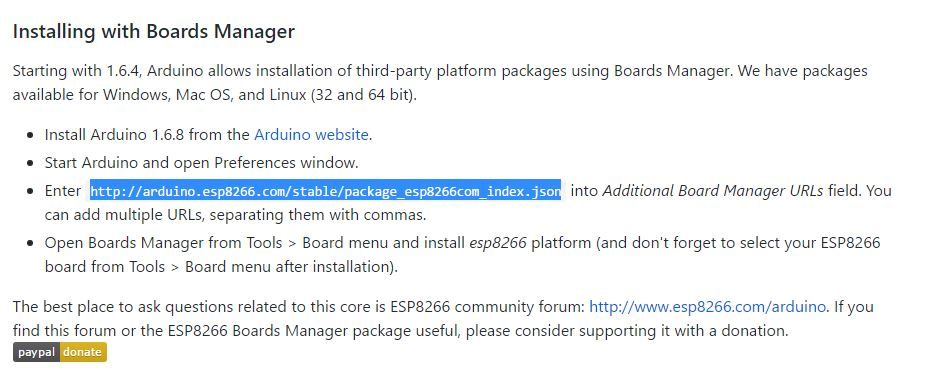 Installing with Boards Manager
Starting with 1.6.4, Arduino allows installation of third-party platform packages using Boards Manager. We have packages
available for Windows, Mac OS, and Linux (32 and 64 bit).
• Install Arduino 1.6.8 from the Arduino website.
• Start Arduino and open Preferences window.
• Enter http://arduino.esp8266.com/stable/package_esp8266com_index.json into Additional Board Manager URLs field. You
can add multiple URLs, separating them with commas.
• Open Boards Manager from Tools > Board menu and install esp8266 platform (and don't forget to select your ESP8266
board from Tools > Board menu after installation).
The best place to ask questions related to this core is ESP8266 community forum: http://www.esp8266.com/arduino. If you
find this forum or the ESP8266 Boards Manager package useful, please consider supporting it with a donation.
paypal donate